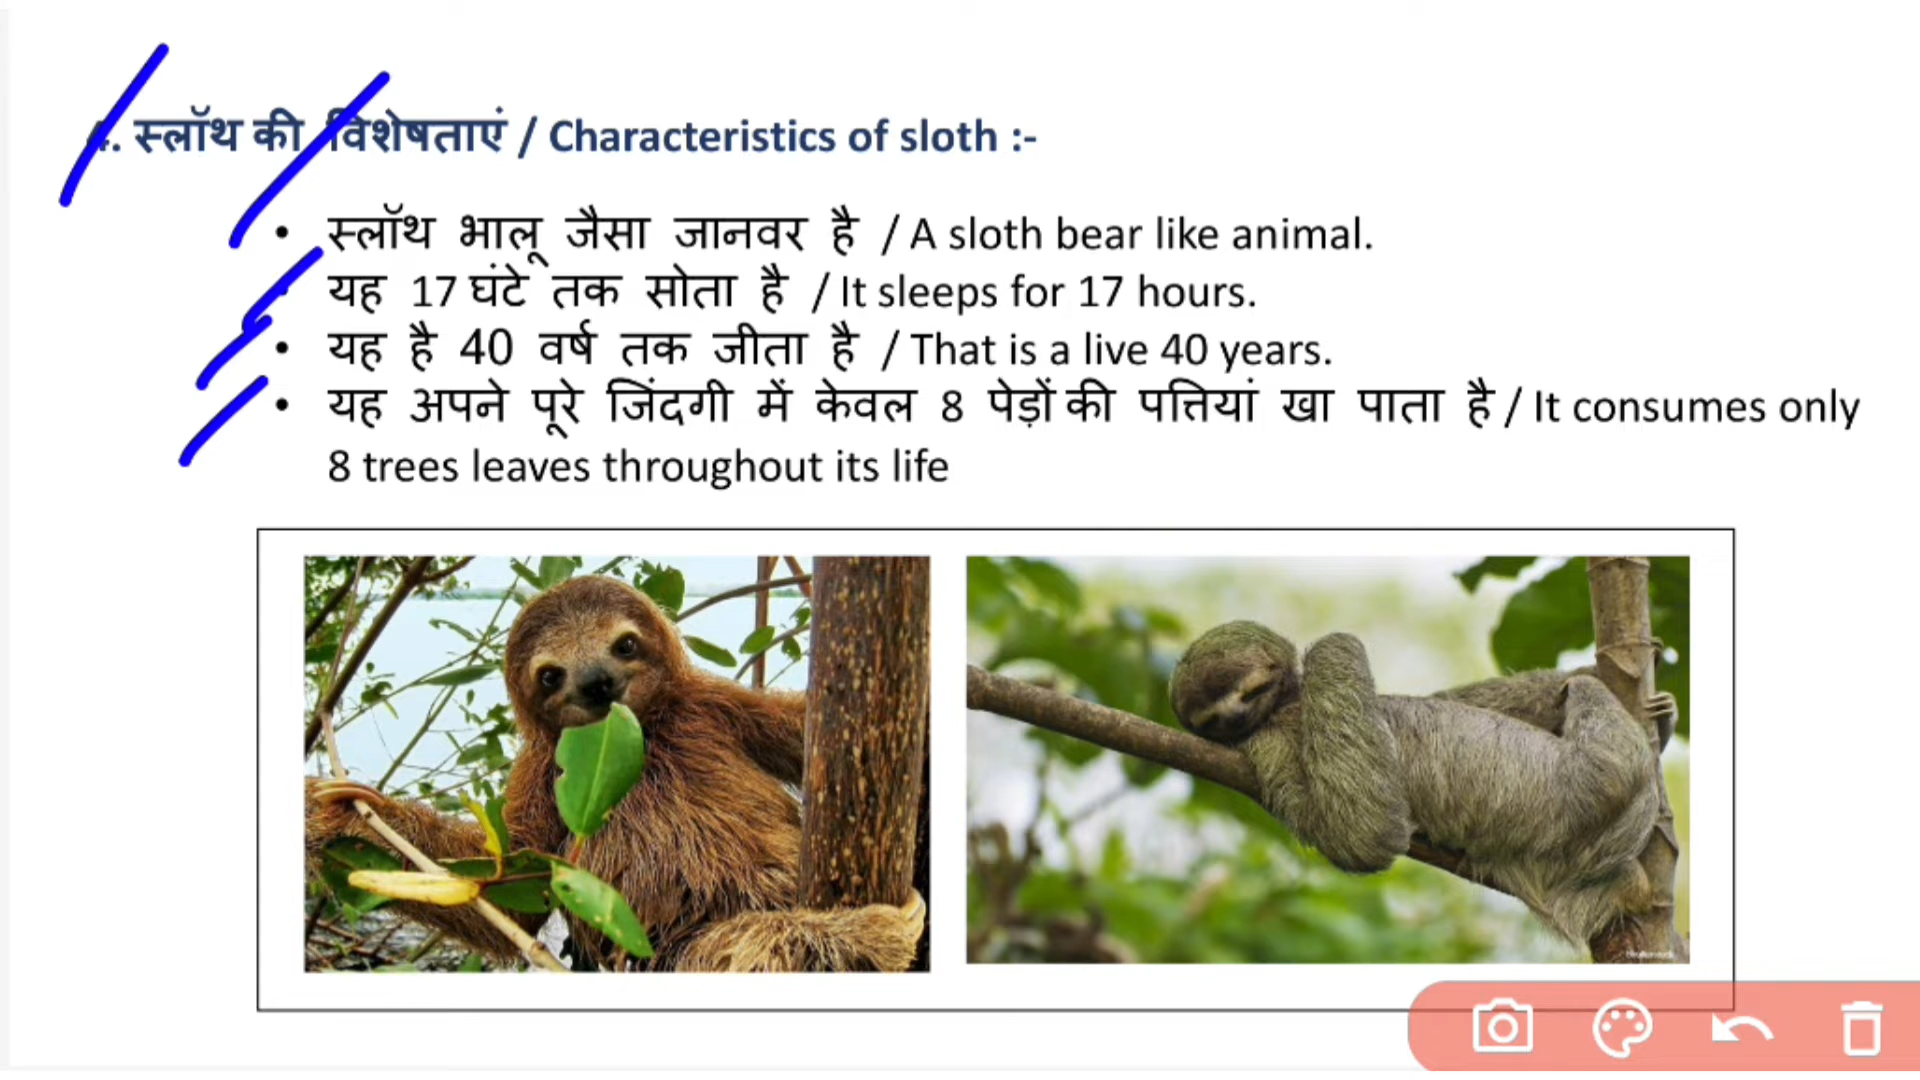 4. स्लॉथ की विशेषताएं / Characteristics of sloth :-
• स्लॉथ भालू जैसा जानवर है / A sloth bear like animal.
• यह 17 घंटे तक सोता है / It sleeps for 17 hours.
• यह है 40 वर्ष तक जीता है / That is a live 40 years.
• यह अपने पूरे जिंदगी में केवल 8 पेड़ों की पत्तियां खा पाता है / It consumes only
8 trees leaves throughout its life